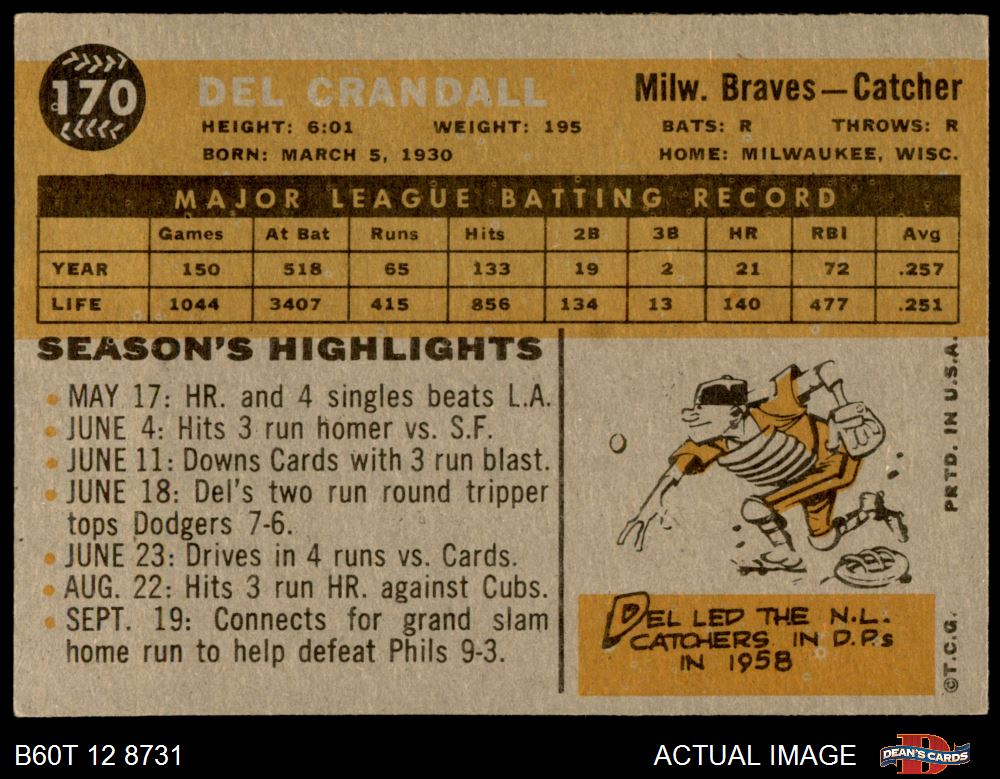 170
DEL CRANDALL
Milw. Braves—Catcher
HEIGHT: 6:01 WEIGHT: 195 BATS: R THROWS: R
BORN: MARCH 5, 1930 HOME: MILWAUKEE, WISC.
MAJOR LEAGUE BATTING RECORD
Games At Bat Runs Hits 2B 3B HR RBI Avg
YEAR 150 518 65 133 19 2 21 72 .257
LIFE 1044 3407 415 856 134 13 140 477 .251
SEASON'S HIGHLIGHTS
• MAY 17: HR. and 4 singles beats L.A.
• JUNE 4: Hits 3 run homer vs. S.F.
• JUNE 11: Downs Cards with 3 run blast.
• JUNE 18: Del's two run round tripper
tops Dodgers 7-6.
• JUNE 23: Drives in 4 runs vs. Cards.
• AUG. 22: Hits 3 run HR. against Cubs.
• SEPT. 19: Connects for grand slam
home run to help defeat Phils 9-3.
M
DEL LED THE N.L.
CATCHERS IN D.P.s
IN 1958
©T.C.G. PRTD. IN U.S.A.
B60T 12 8731
ACTUAL IMAGE
D
DEAN'S CARDS